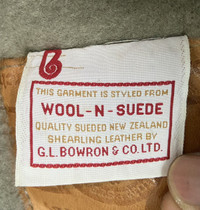 THIS GARMENT IS STYLED FROM
WOOL-N-SUEDE
QUALITY SUEDED NEW ZEALAND
SHEARLING LEATHER BY
G.L. BOWRON & CO. LTD.